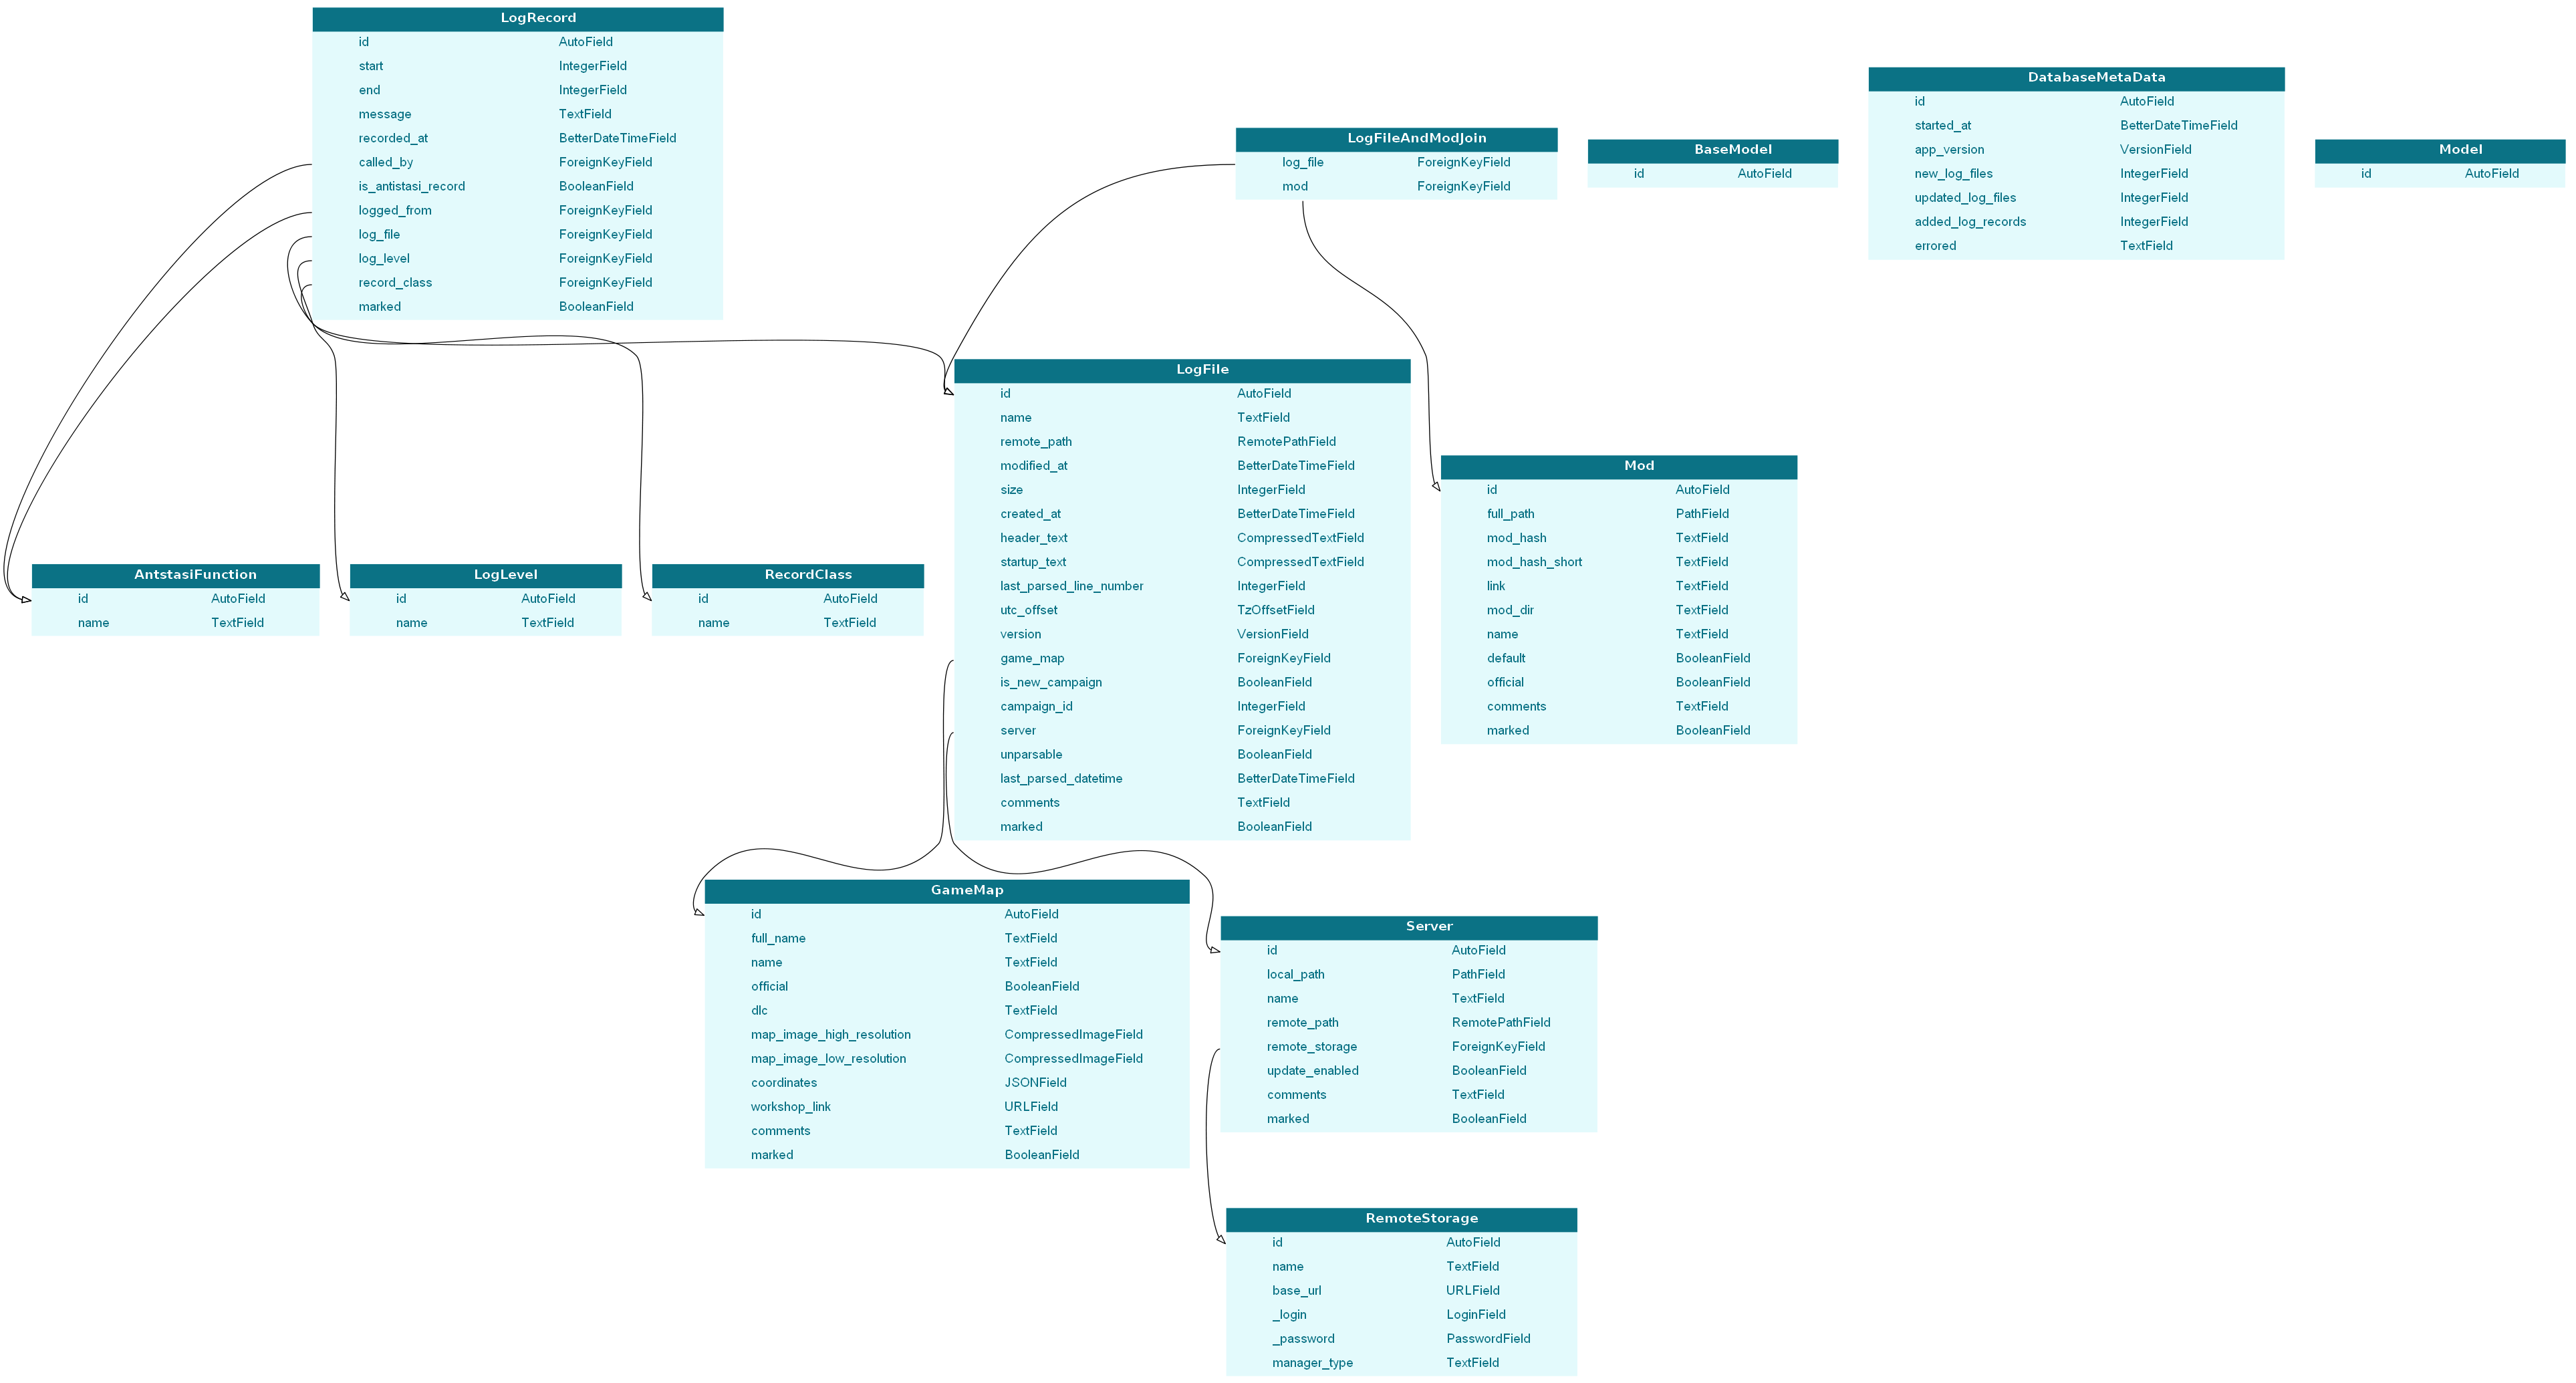 LogRecord
id AutoField
start IntegerField
end IntegerField
message TextField
recorded_at BetterDateTimeField
called_by ForeignKeyField
is_antistasi_record BooleanField
logged_from ForeignKeyField
log_file ForeignKeyField
log_level ForeignKeyField
record_class ForeignKeyField
marked BooleanField
LogFileAndModJoin
log_file ForeignKeyField
mod ForeignKeyField
BaseModel
id AutoField
DatabaseMetaData
id AutoField
started_at BetterDateTimeField
app_version VersionField
new_log_files IntegerField
updated_log_files IntegerField
added_log_records IntegerField
errored TextField
Model
id AutoField
LogFile
id AutoField
name TextField
remote_path RemotePathField
modified_at BetterDateTimeField
size IntegerField
created_at BetterDateTimeField
header_text CompressedTextField
startup_text CompressedTextField
last_parsed_line_number IntegerField
utc_offset TzOffsetField
version VersionField
game_map ForeignKeyField
is_new_campaign BooleanField
campaign_id IntegerField
server ForeignKeyField
unparsable BooleanField
last_parsed_datetime BetterDateTimeField
comments TextField
marked BooleanField
Mod
id AutoField
full_path PathField
mod_hash TextField
mod_hash_short TextField
link TextField
mod_dir TextField
name TextField
default BooleanField
official BooleanField
comments TextField
marked BooleanField
AntstasiFunction
id AutoField
name TextField
LogLevel
id AutoField
name TextField
RecordClass
id AutoField
name TextField
GameMap
id AutoField
full_name TextField
name TextField
official BooleanField
dlc TextField
map_image_high_resolution CompressedImageField
map_image_low_resolution CompressedImageField
coordinates JSONField
workshop_link URLField
comments TextField
marked BooleanField
Server
id AutoField
local_path PathField
name TextField
remote_path RemotePathField
remote_storage ForeignKeyField
update_enabled BooleanField
comments TextField
marked BooleanField
RemoteStorage
id AutoField
name TextField
base_url URLField
_login LoginField
_password PasswordField
manager_type TextField